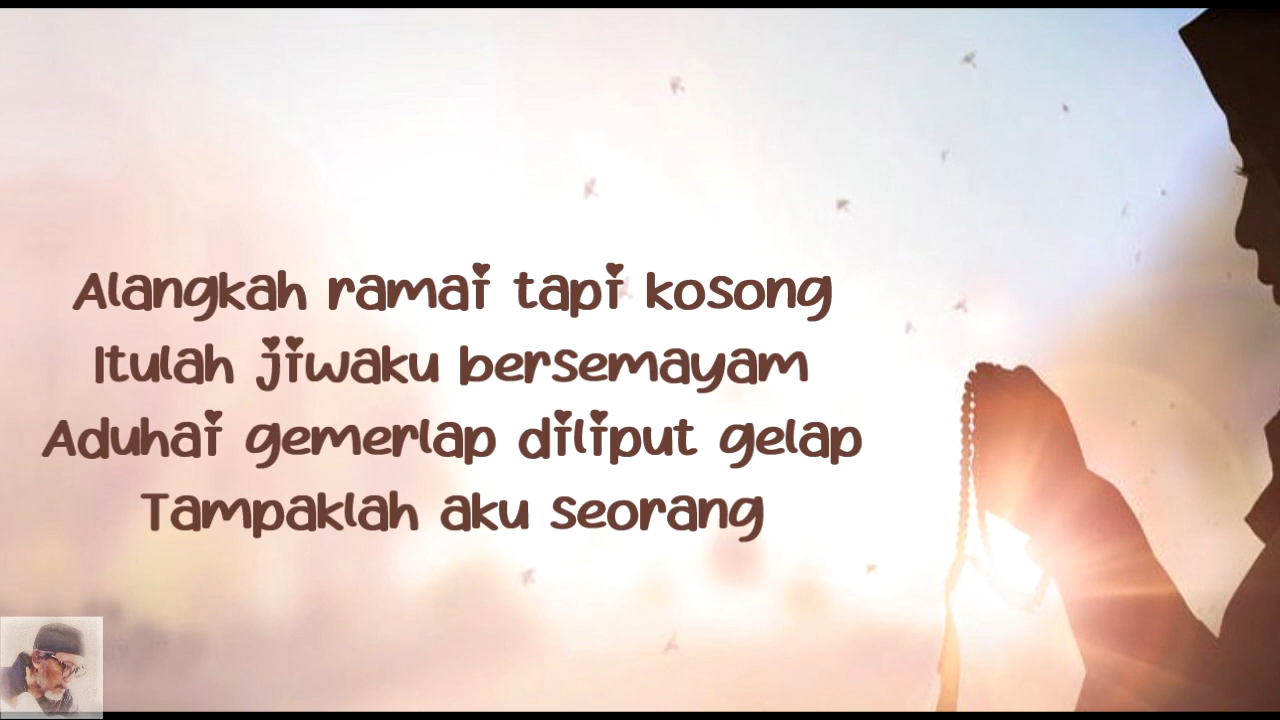 Alangkah ramai tapi kosong
Itulah jiwaku bersemayam
Aduhai gemerlap diliput gelap
Tampaklah aku seorang